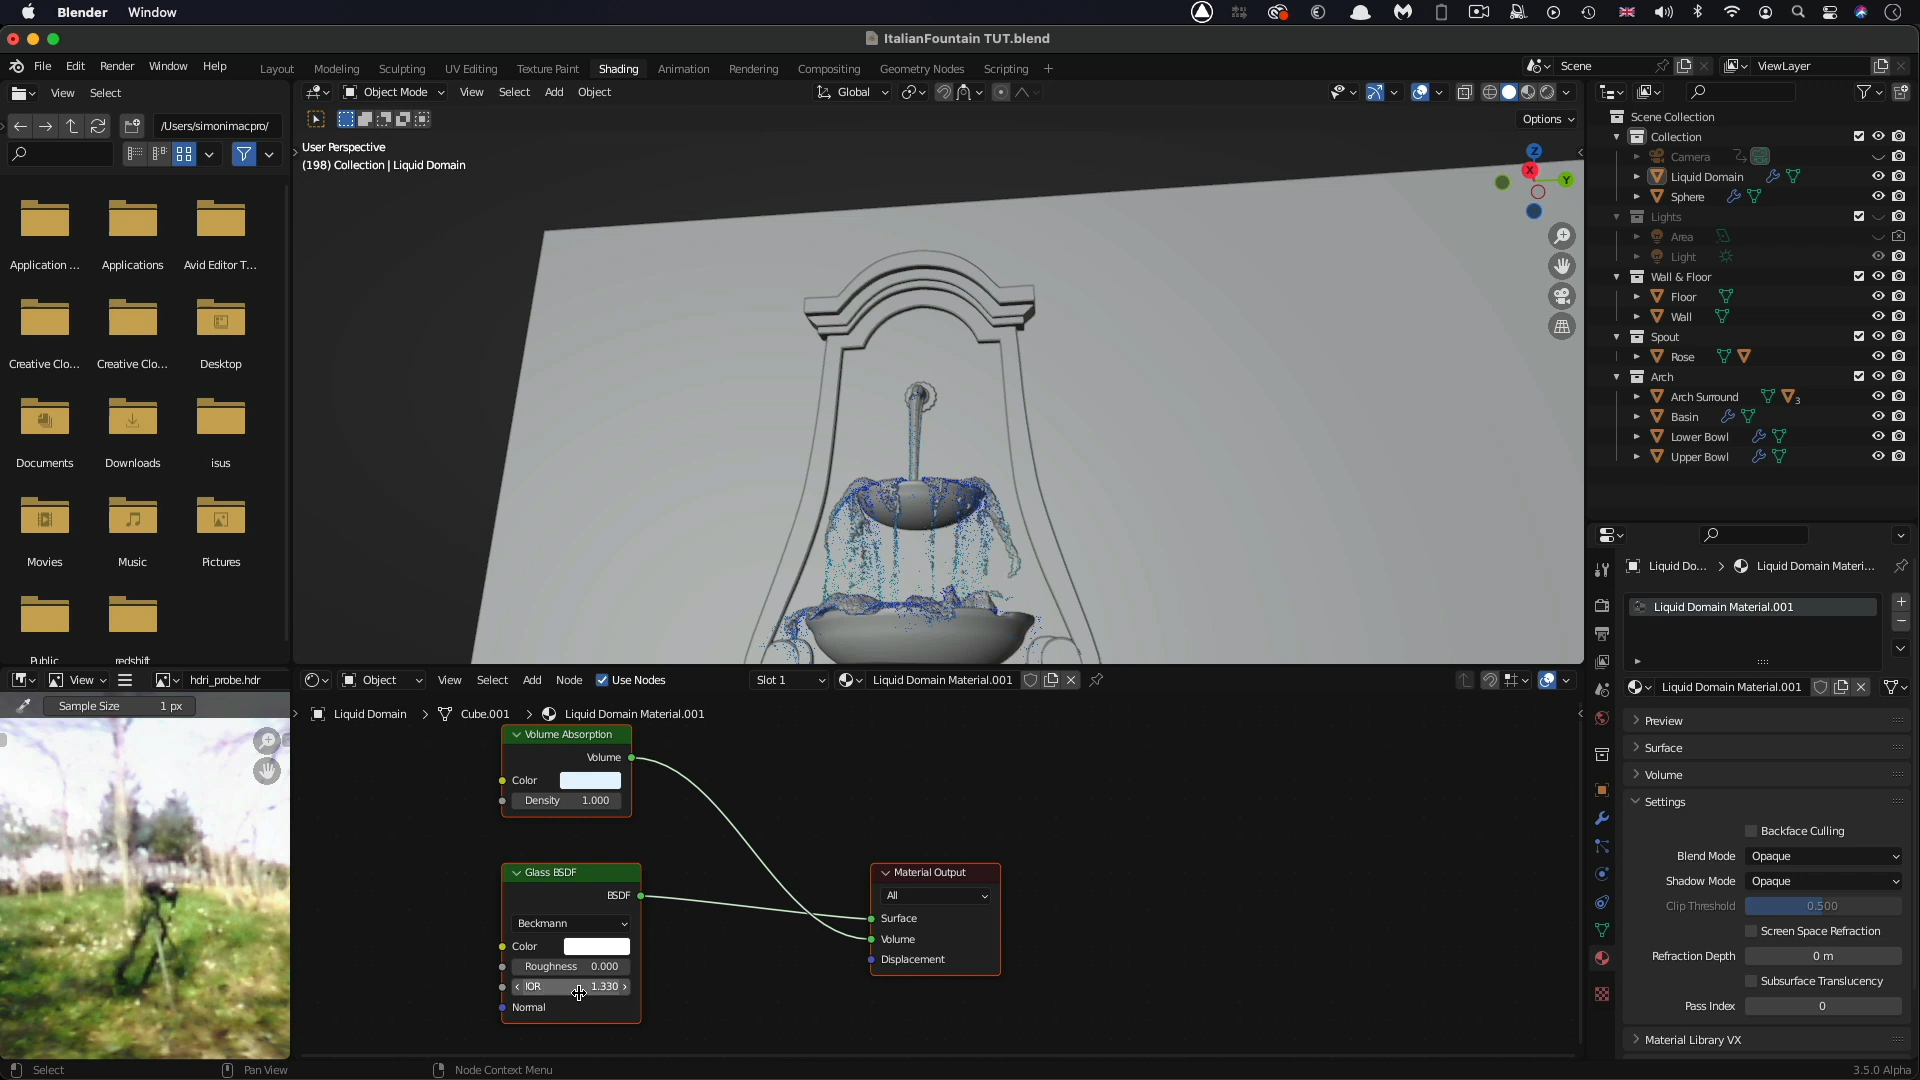 Blender Window
ItalianFountain TUT.blend
File Edit Render Window Help Layout Modeling Sculpting UV Editing Texture Paint Shading Animation Rendering Compositing Geometry Nodes Scripting + Scene ViewLayer
View Select
Object Mode View Select Add Object Global
/Users/simonimacpro/
Options
User Perspective
(198) Collection | Liquid Domain
Z
X
Y
Application ... Applications Avid Editor T...
Creative Clo... Creative Clo... Desktop
Documents Downloads isus
Movies Music Pictures
Public redshift
Scene Collection
Collection
Camera
Liquid Domain
Sphere
Lights
Area
Light
Wall & Floor
Floor
Wall
Spout
Rose
Arch
Arch Surround 3
Basin
Lower Bowl
Upper Bowl
Liquid Do... > Liquid Domain Materi...
Liquid Domain Material.001
Liquid Domain Material.001
Preview
Surface
Volume
Settings
Backface Culling
Blend Mode Opaque
Shadow Mode Opaque
Clip Threshold 0.500
Screen Space Refraction
Refraction Depth 0 m
Subsurface Translucency
Pass Index 0
Material Library VX
View hdri_probe.hdr
Sample Size 1 px
Object View Select Add Node Use Nodes Slot 1 Liquid Domain Material.001
Liquid Domain > Cube.001 > Liquid Domain Material.001
Volume Absorption
Volume
Color
Density 1.000
Glass BSDF
BSDF
Beckmann
Color
Roughness 0.000
IOR 1.330
Normal
Material Output
All
Surface
Volume
Displacement
Select Pan View Node Context Menu 3.5.0 Alpha